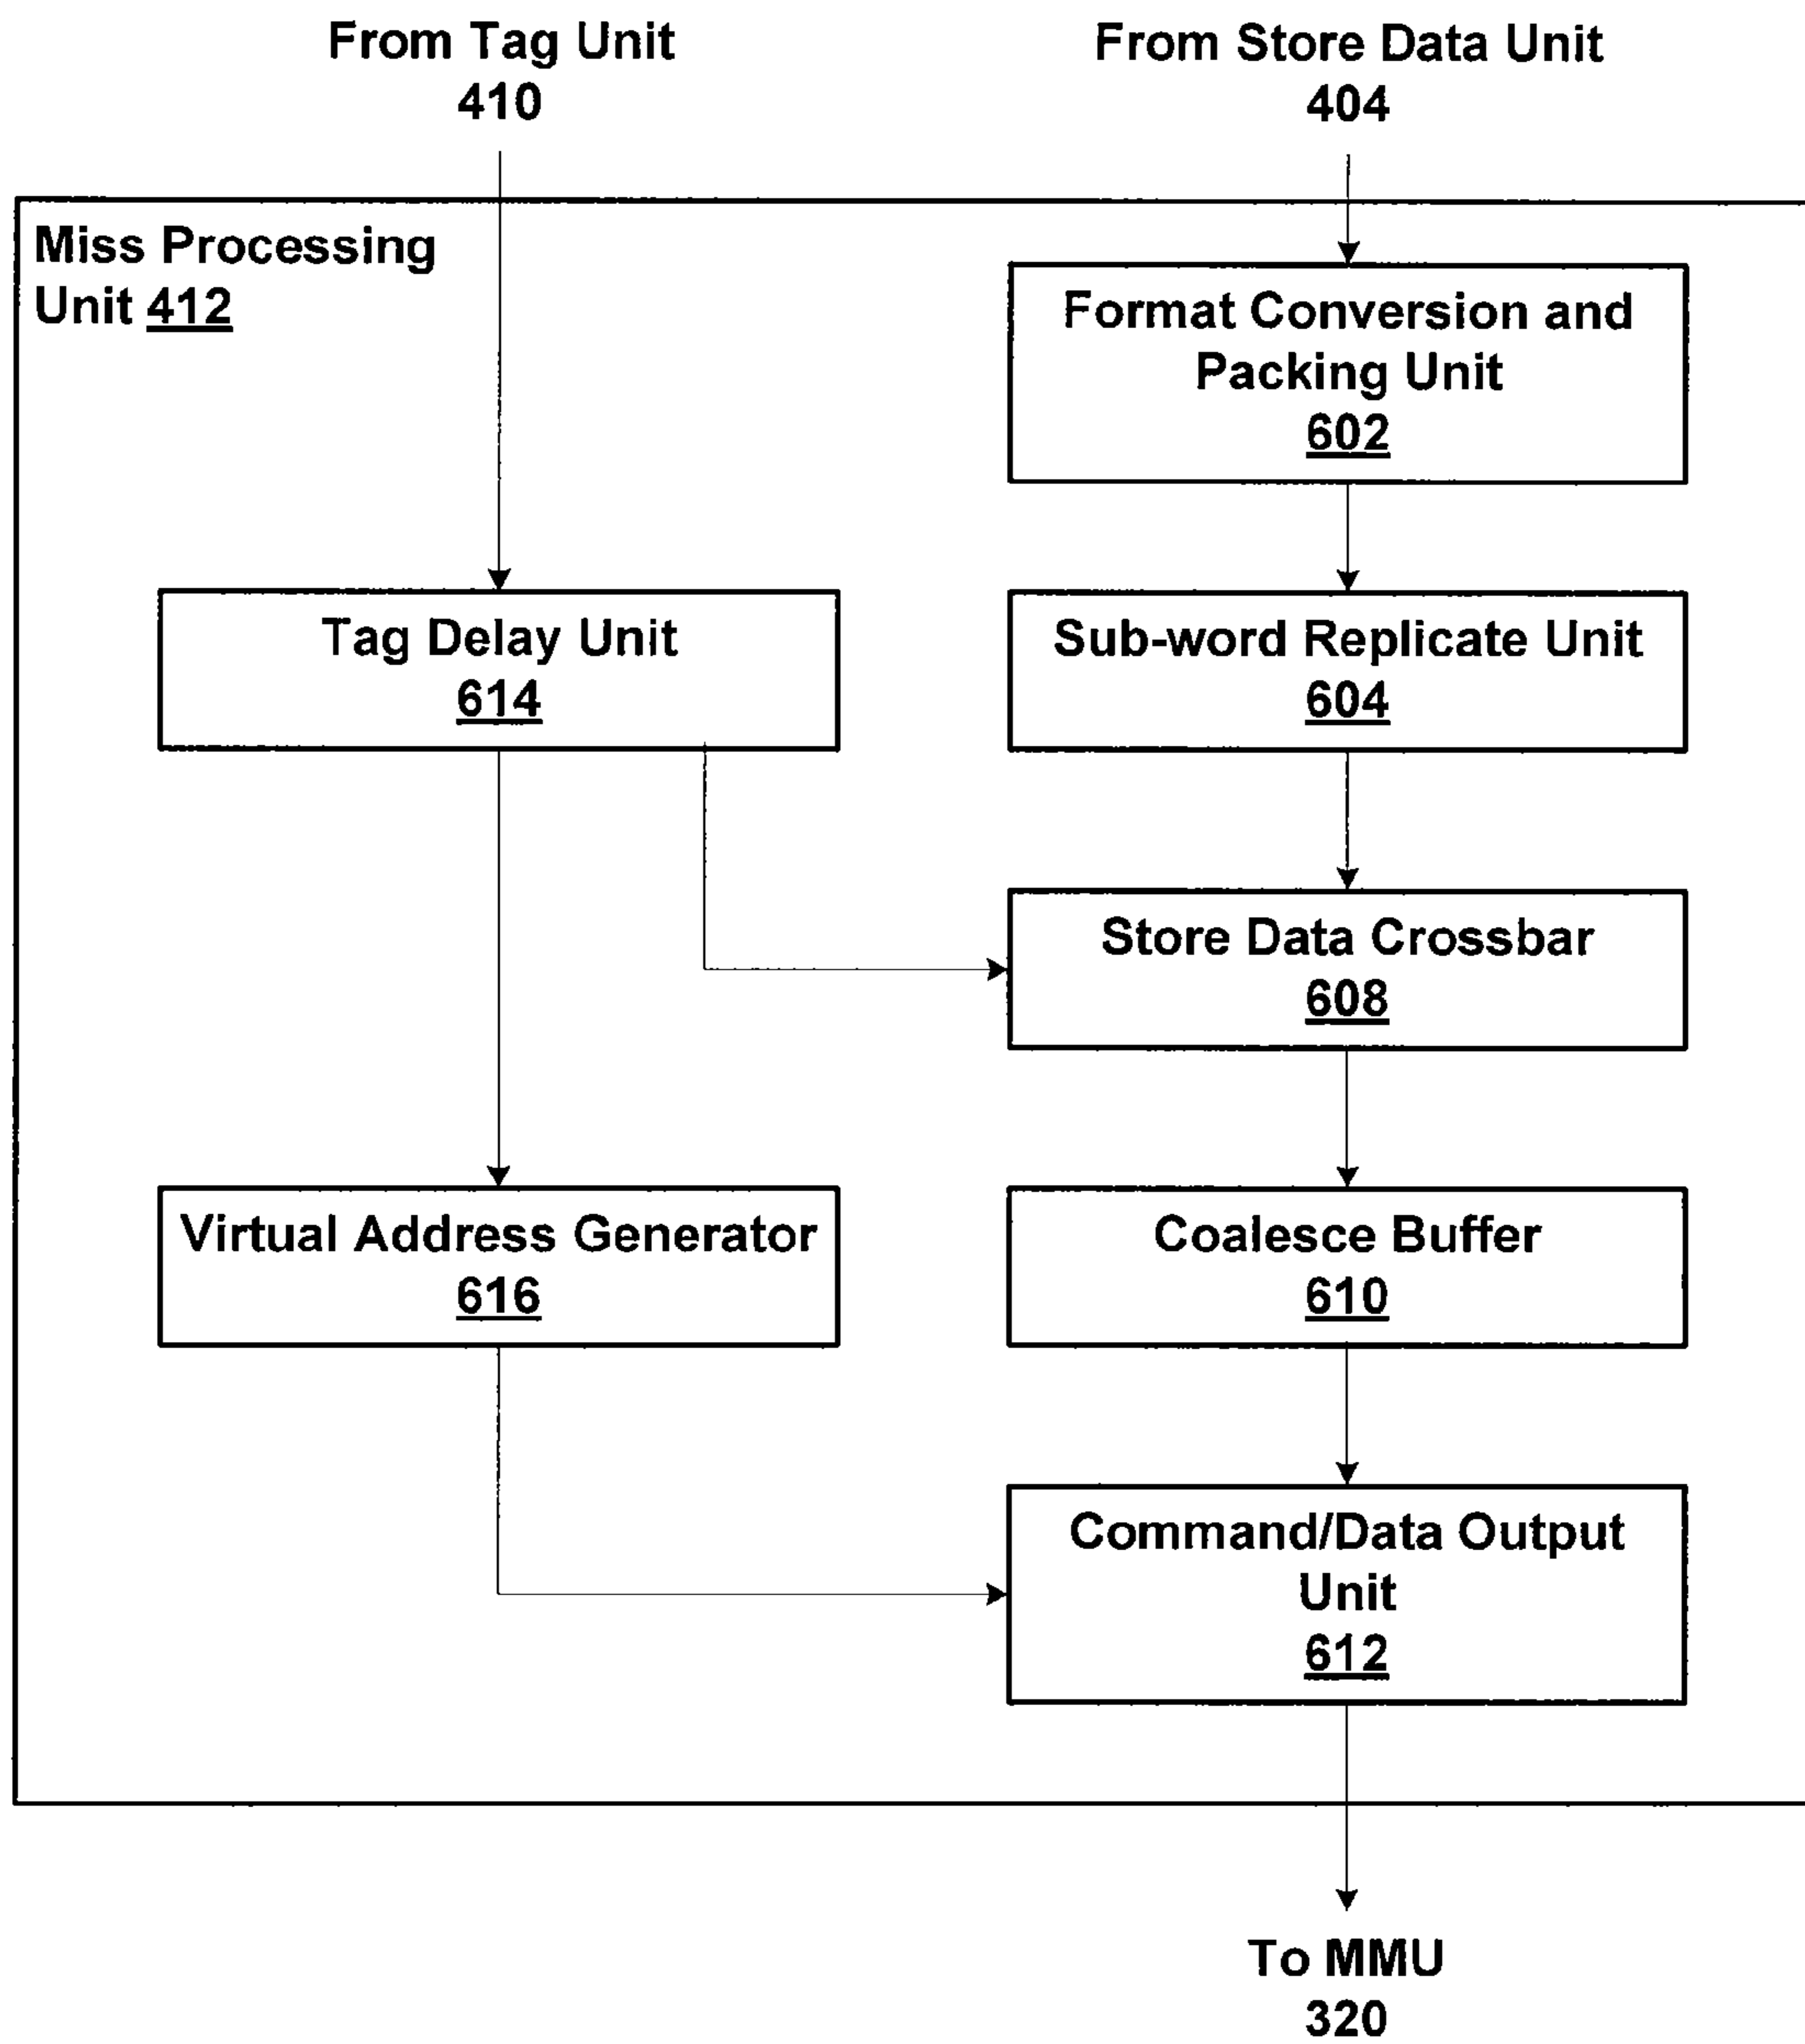 From Tag Unit
410
From Store Data Unit
404
Miss Processing
Unit 412
Format Conversion and
Packing Unit
602
Tag Delay Unit
614
Sub-word Replicate Unit
604
Store Data Crossbar
608
Virtual Address Generator
616
Coalesce Buffer
610
Command/Data Output
Unit
612
To MMU
320